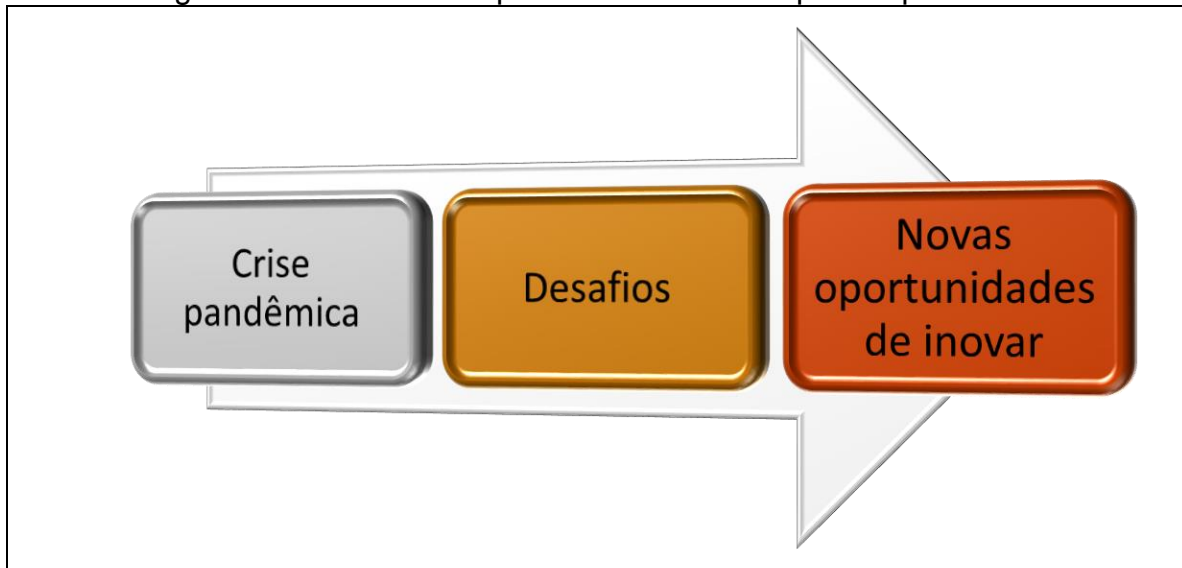 Crise
pandêmica
Desafios
Novas
oportunidades
de inovar